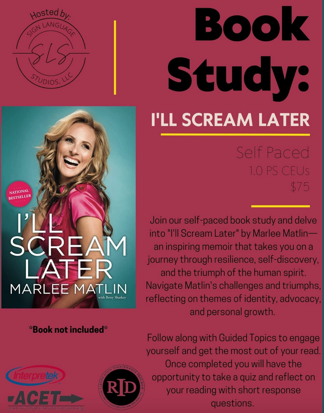 Hosted by:
SIGN LANGUAGE
SLS
STUDIOS, LLC
Book
Study:
I'LL SCREAM LATER
Self Paced
1.0 PS CEUs
$75
NATIONAL
BESTSELLER
I'LL
SCREAM
LATER
MARLEE MATLIN
*Book not included*
Join our self-paced book study and delve
into "I'll Scream Later" by Marlee Matlin—
an inspiring memoir that takes you on a
journey through resilience, self-discovery,
and the triumph of the human spirit.
Navigate Matlin's challenges and triumphs,
reflecting on themes of identity, advocacy,
and personal growth.
Follow along with Guided Topics to engage
yourself and get the most out of your read.
Once completed you will have the
opportunity to take a quiz and reflect on
your reading with short response
questions.
interpretek
ACET
RID